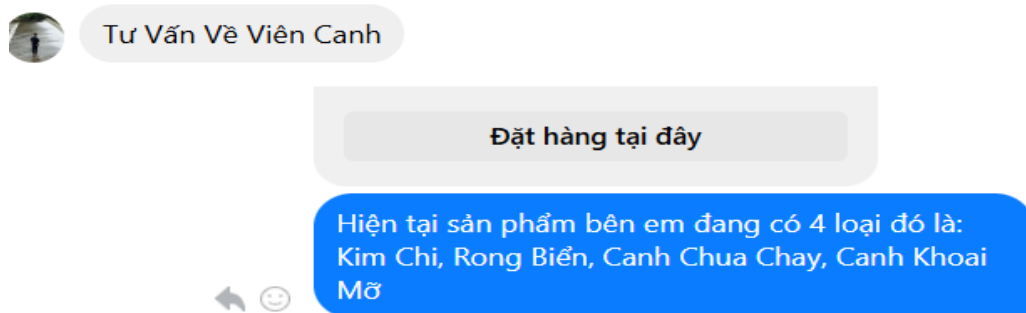 Tư Vấn Về Viên Canh
Đặt hàng tại đây
Hiện tại sản phẩm bên em đang có 4 loại đó là:
Kim Chi, Rong Biển, Canh Chua Chay, Canh Khoai
Mỡ